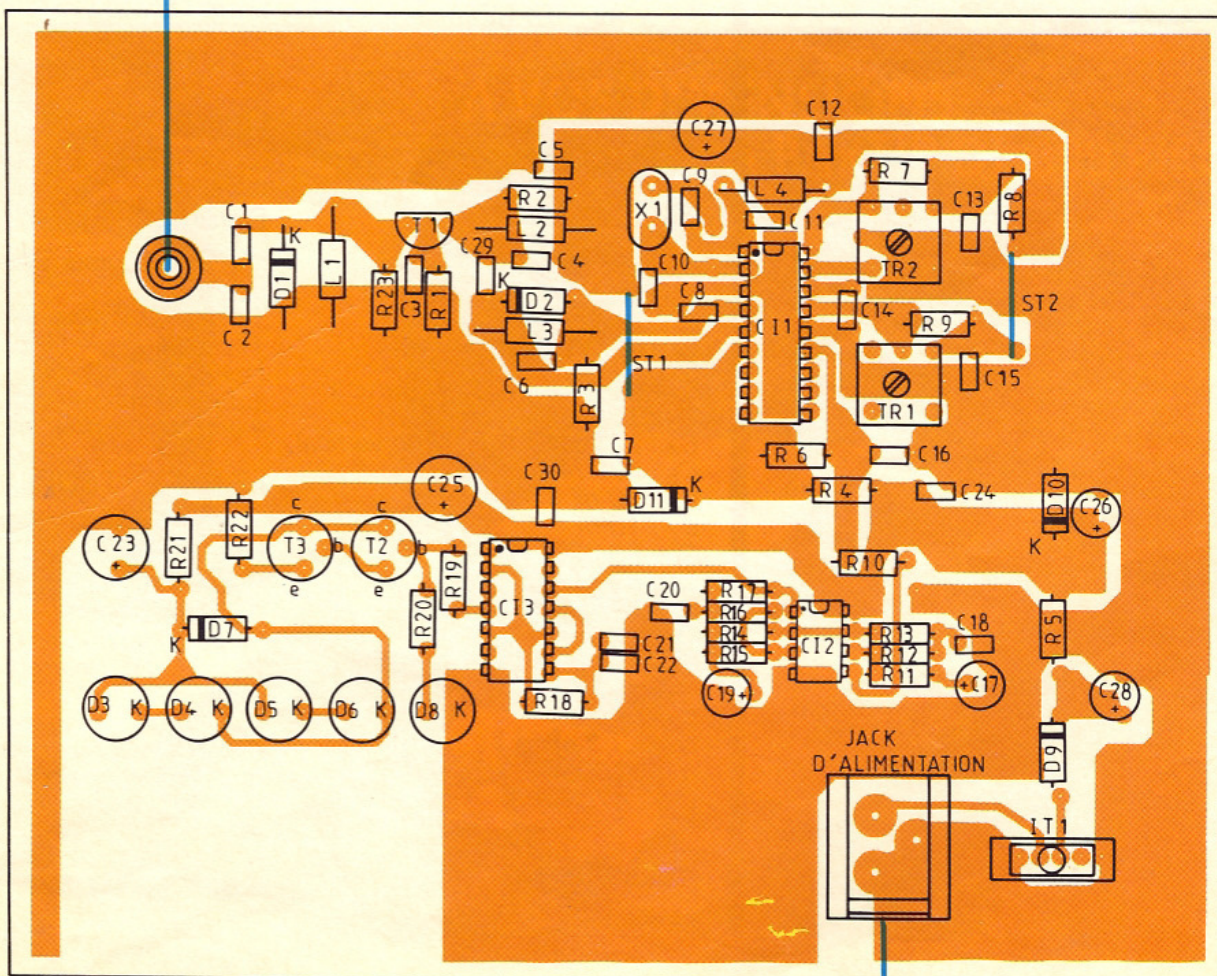 C12
C27
+
C5
C9
R7
R2
L4
C13
R8
X1
C1
T1
L2
C11
K
C29
C4
TR2
D1
L1
C10
R23
C3
R1
K
D2
C8
C14
ST2
C2
L3
CI1
R9
C6
R3
ST1
C15
TR1
C7
R6
C16
C30
C25
+
D11
K
R4
C24
D10
C26
+
K
C23
+
R21
R22
c
c
T3
b
T2
b
e
e
R19
R20
CI3
R10
C20
R17
R16
R14
R15
CI2
R13
R12
R11
C18
R5
K
D7
C21
C22
D3
K
D4
K
D5
K
D6
K
D8
K
R18
C19+
+C17
C28
+
JACK
D'ALIMENTATION
D9
IT1